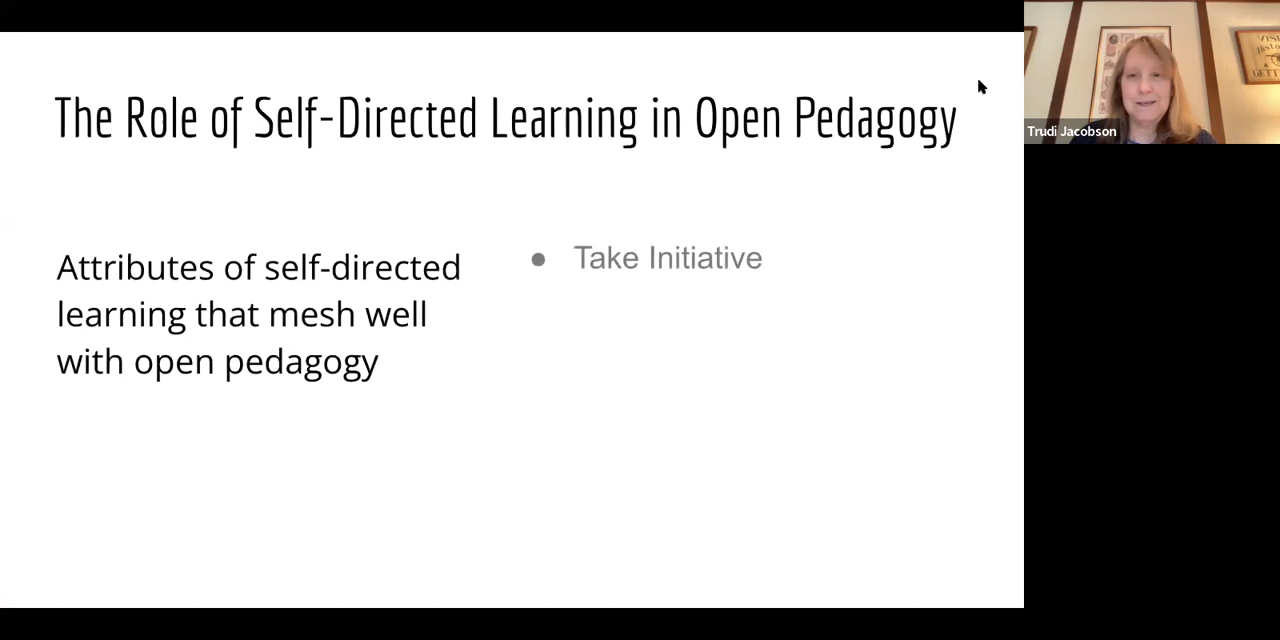 The Role of Self-Directed Learning in Open Pedagogy
Attributes of self-directed
learning that mesh well
with open pedagogy
● Take Initiative
Trudi Jacobson